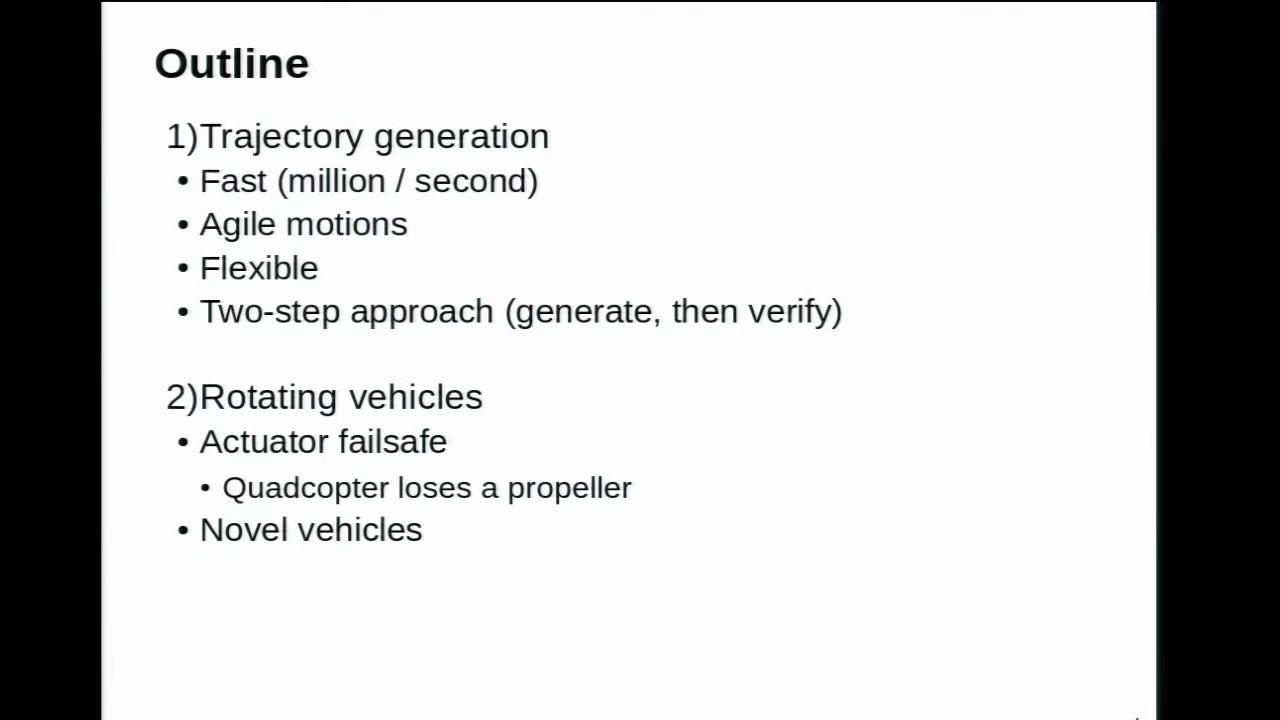 Outline
1)Trajectory generation
• Fast (million / second)
• Agile motions
• Flexible
• Two-step approach (generate, then verify)
2)Rotating vehicles
• Actuator failsafe
• Quadcopter loses a propeller
• Novel vehicles